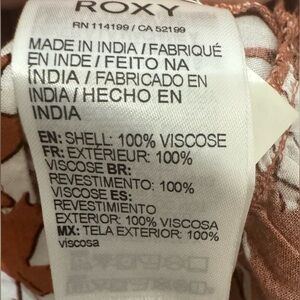 ROXY
RN 114199 / CA 52199
MADE IN INDIA / FABRIQUÉ
EN INDE / FEITO NA
ÍNDIA / FABRICADO EN
INDIA / HECHO EN
INDIA
EN: SHELL: 100% VISCOSE
FR: EXTÉRIEUR: 100%
VISCOSE BR:
REVESTIMENTO: 100%
VISCOSE ES:
REVESTIMIENTO
EXTERIOR: 100% VISCOSA
MX: TELA EXTERIOR: 100%
viscosa